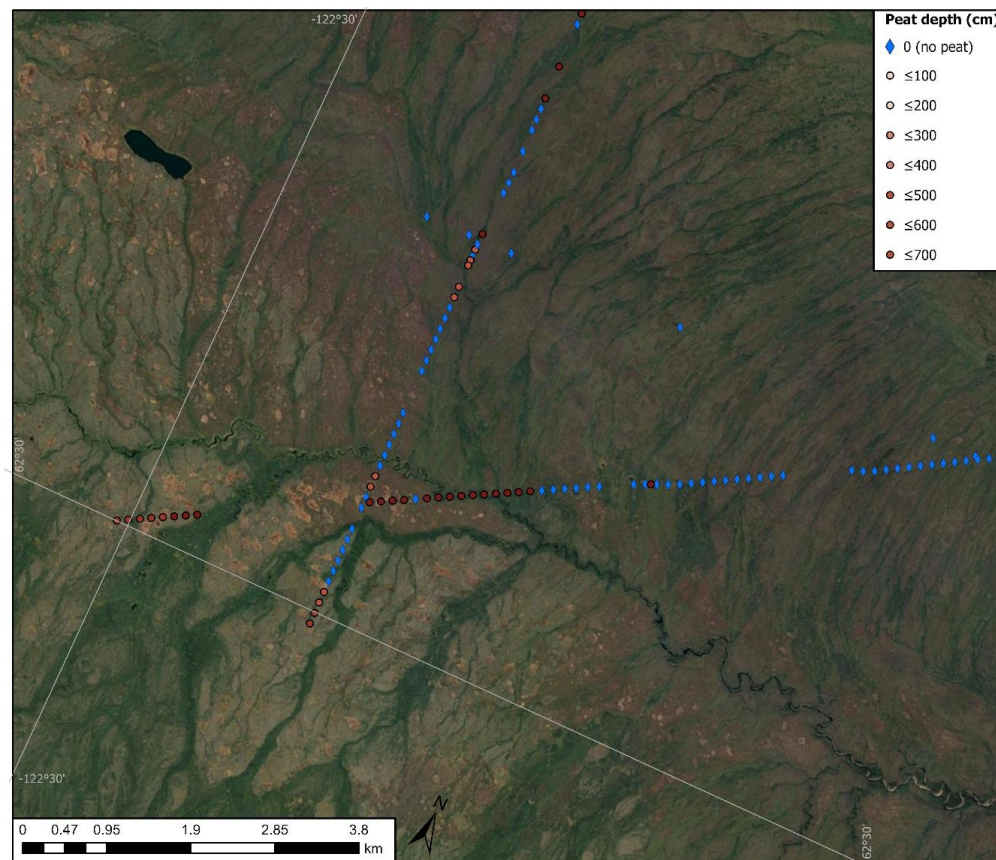 -122°30'
Peat depth (cm)
0 (no peat)
≤100
≤200
≤300
≤400
≤500
≤600
≤700
62°30'
-122°30'
N
62°30'
0 0.47 0.95 1.9 2.85 3.8
km